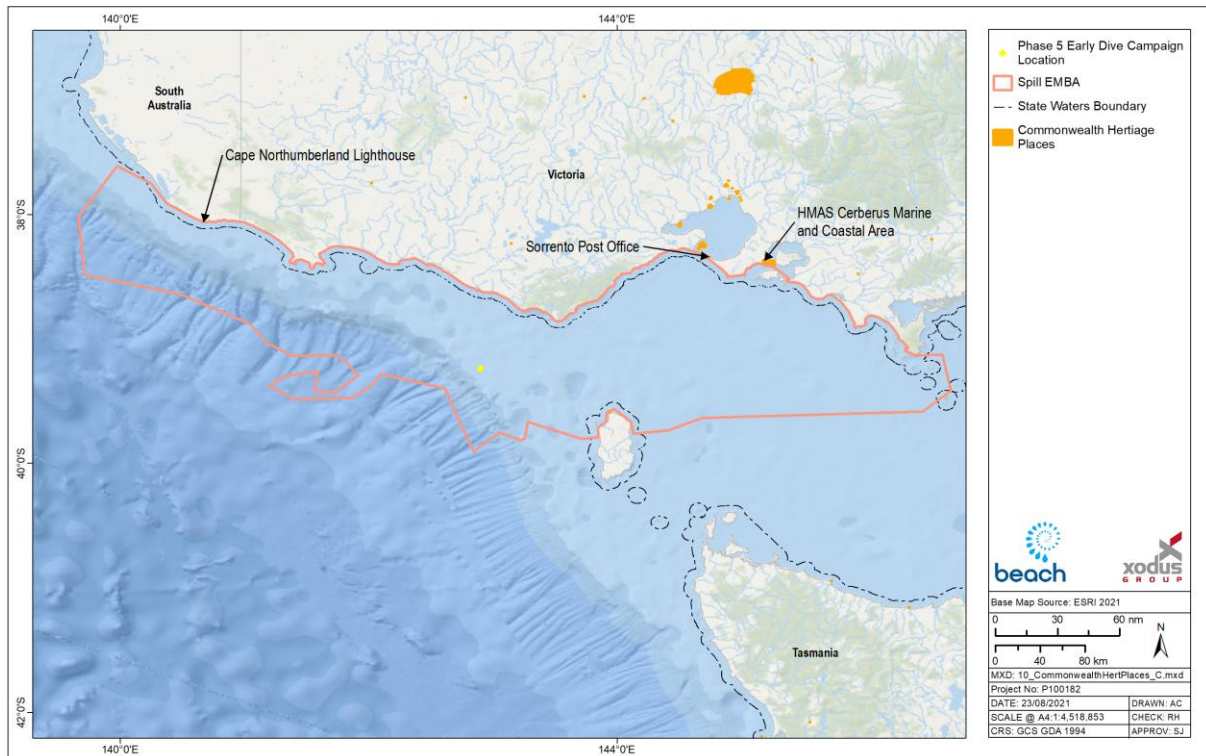 140°0'E
144°0'E
38°0'S
40°0'S
42°0'S
South
Australia
Cape Northumberland Lighthouse
Victoria
Sorrento Post Office
HMAS Cerberus Marine
and Coastal Area
Tasmania
140°0'E
144°0'E
Phase 5 Early Dive Campaign
Location
Spill EMBA
State Waters Boundary
Commonwealth Hertiage
Places
beach
xodus
GROUP
Base Map Source: ESRI 2021
0 30 60 nm
N
0 40 80 km
MXD: 10_CommonwealthHertPlaces_C.mxd
Project No: P100182
DATE: 23/08/2021 DRAWN: AC
SCALE @ A4:1:4,518,853 CHECK: RH
CRS: GCS GDA 1994 APPROV: SJ